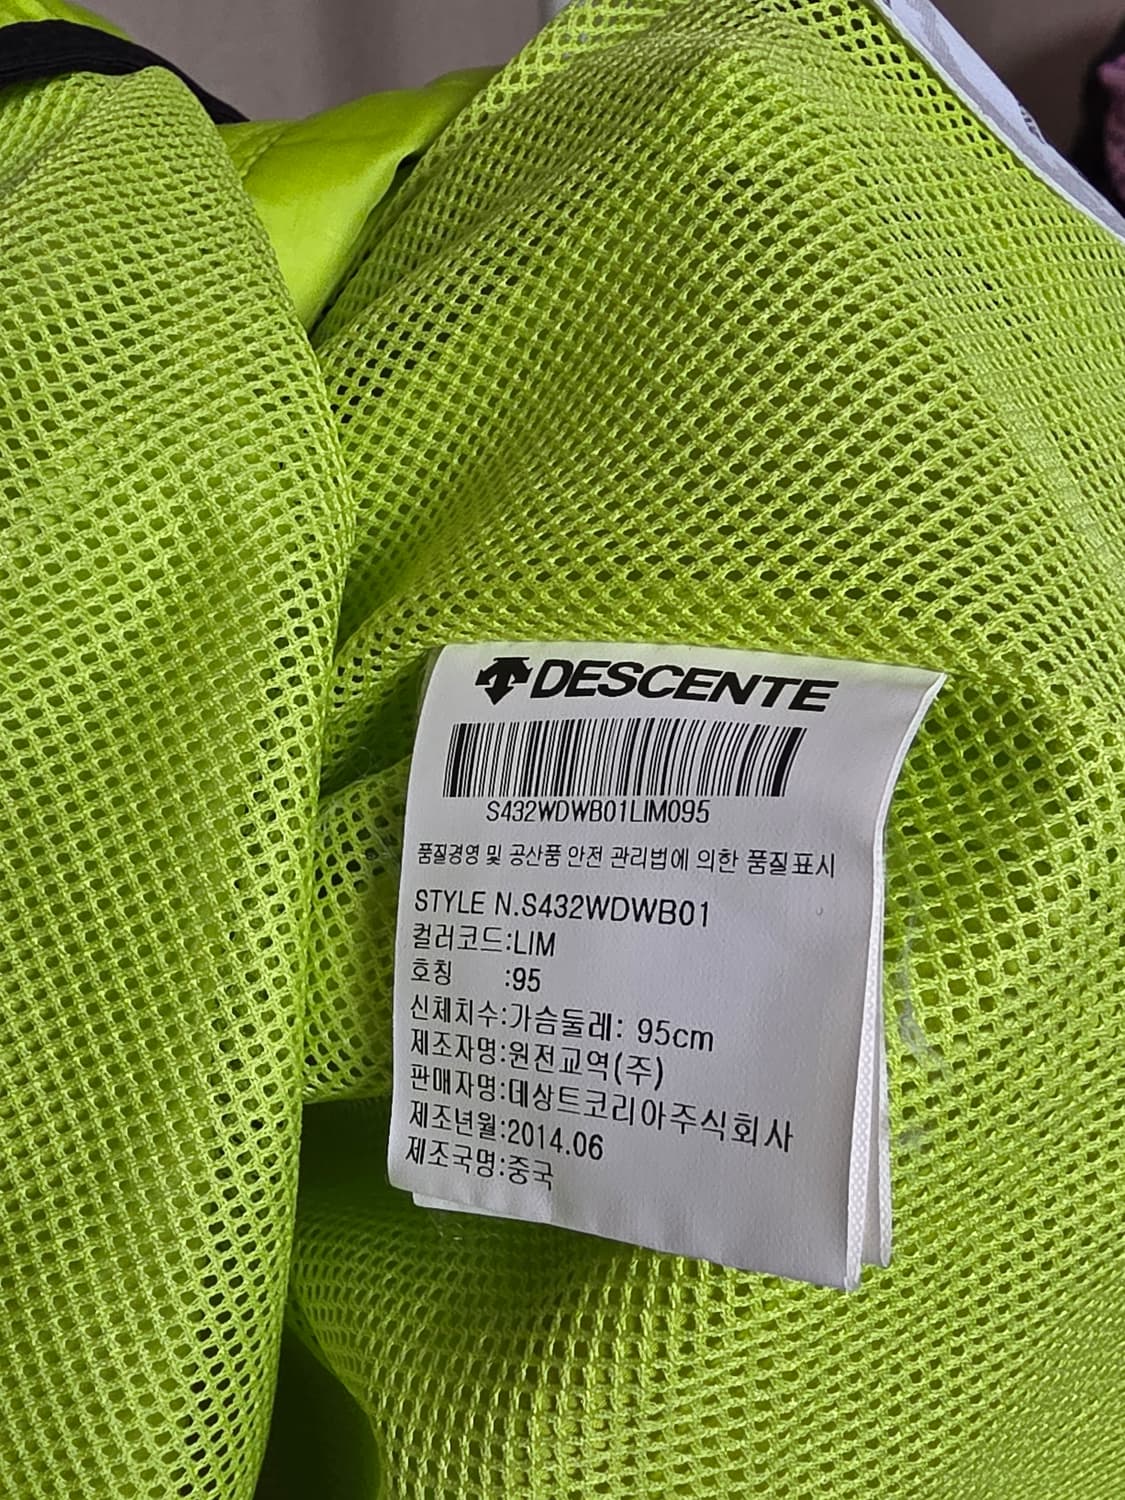 DESCENTE
S432WDWB01LIM095
품질경영 및 공산품 안전 관리법에 의한 품질표시
STYLE N.S432WDWB01
컬러코드:LIM
호칭 :95
신체치수:가슴둘레: 95cm
제조자명:원전교역(주)
판매자명:데상트코리아주식회사
제조년월:2014.06
제조국명:중국